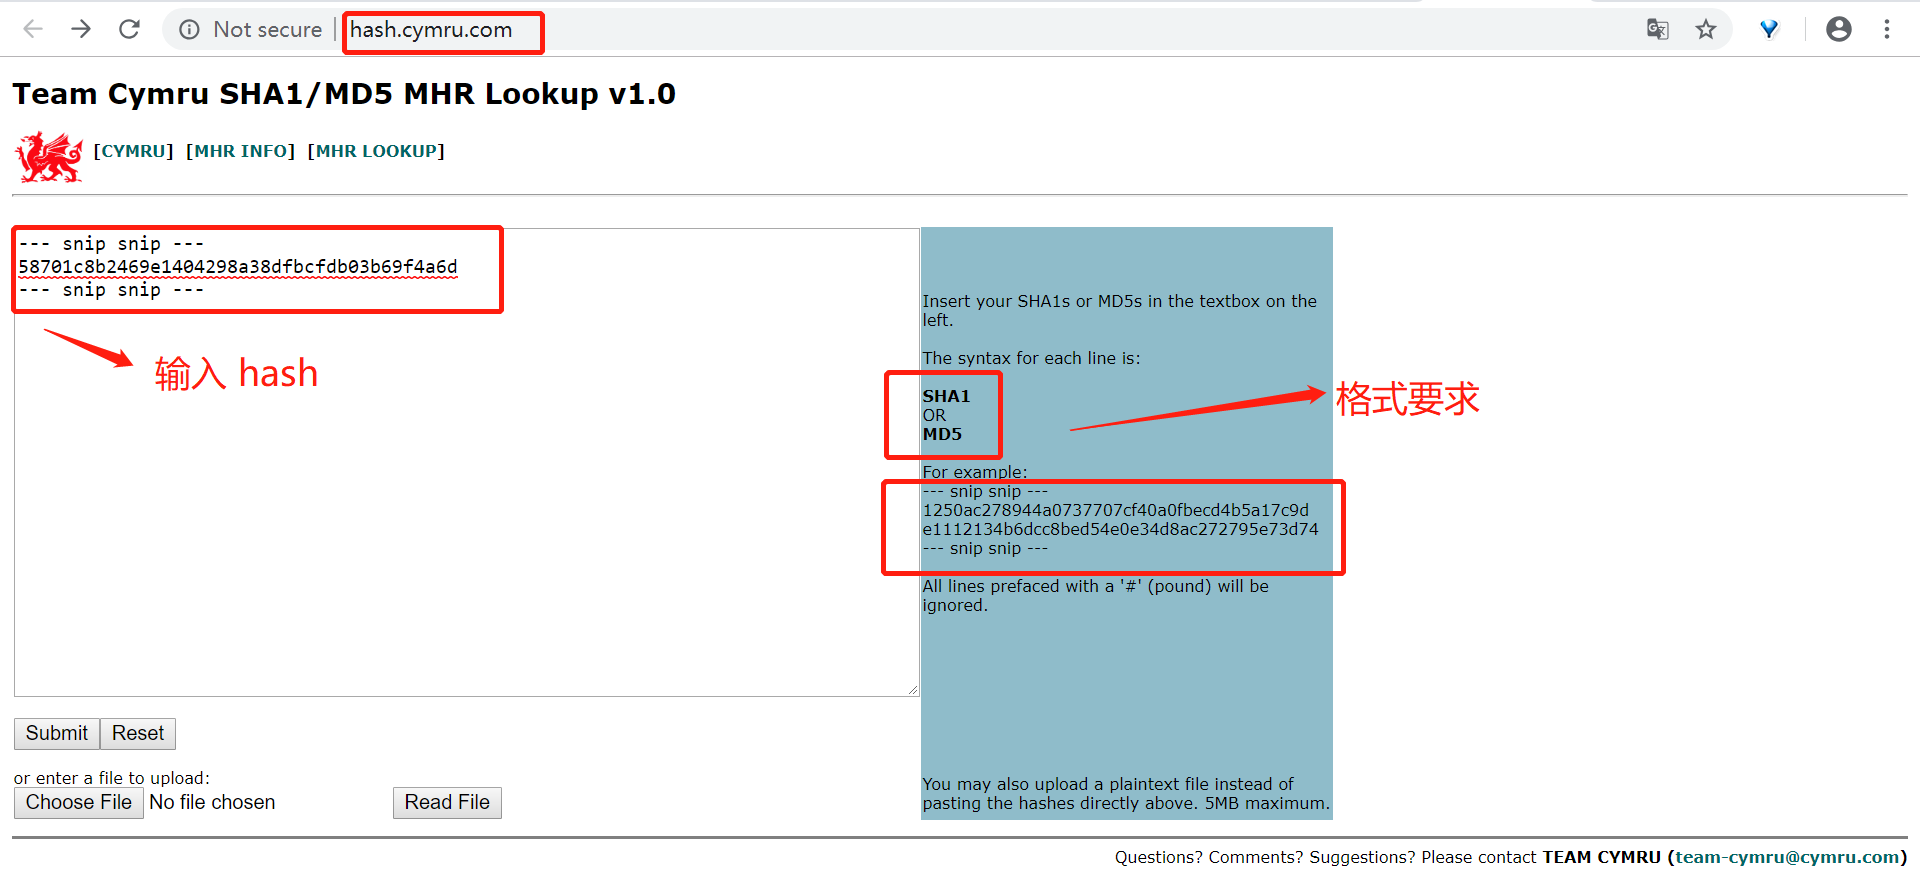 Not secure | hash.cymru.com
Team Cymru SHA1/MD5 MHR Lookup v1.0
[CYMRU] [MHR INFO] [MHR LOOKUP]
--- snip snip ---
58701c8b2469e1404298a38dfbcfdb03b69f4a6d
--- snip snip ---
输入 hash
Insert your SHA1s or MD5s in the textbox on the
left.
The syntax for each line is:
SHA1
OR
MD5
格式要求
For example:
--- snip snip ---
1250ac278944a0737707cf40a0fbecd4b5a17c9d
e1112134b6dcc8bed54e0e34d8ac272795e73d74
--- snip snip ---
All lines prefaced with a '#' (pound) will be
ignored.
Submit Reset
or enter a file to upload:
Choose File No file chosen Read File
You may also upload a plaintext file instead of
pasting the hashes directly above. 5MB maximum.
Questions? Comments? Suggestions? Please contact TEAM CYMRU (team-cymru@cymru.com)